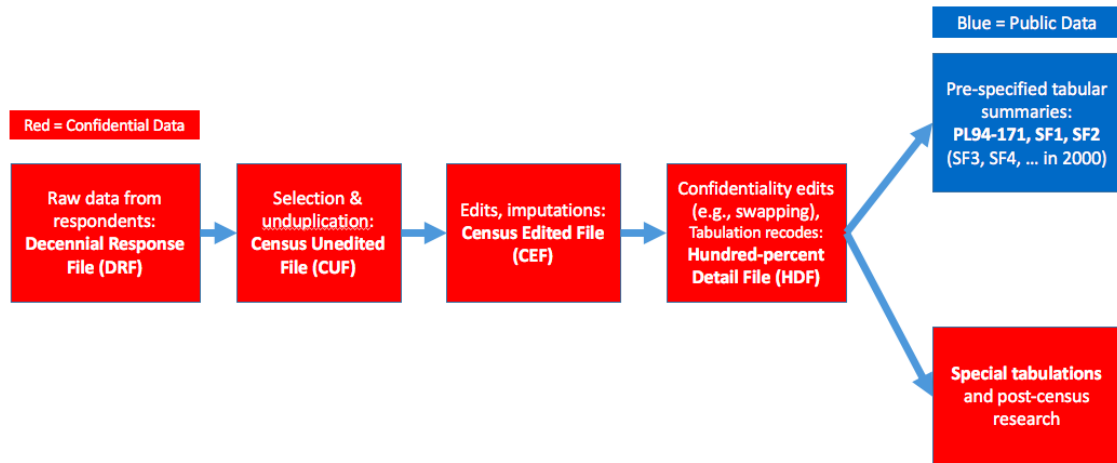 Blue = Public Data
Pre-specified tabular
summaries:
PL94-171, SF1, SF2
(SF3, SF4, ... in 2000)
Red = Confidential Data
Raw data from
respondents:
Decennial Response
File (DRF)
Selection &
unduplication:
Census Unedited
File (CUF)
Edits, imputations:
Census Edited File
(CEF)
Confidentiality edits
(e.g., swapping),
Tabulation recodes:
Hundred-percent
Detail File (HDF)
Special tabulations
and post-census
research